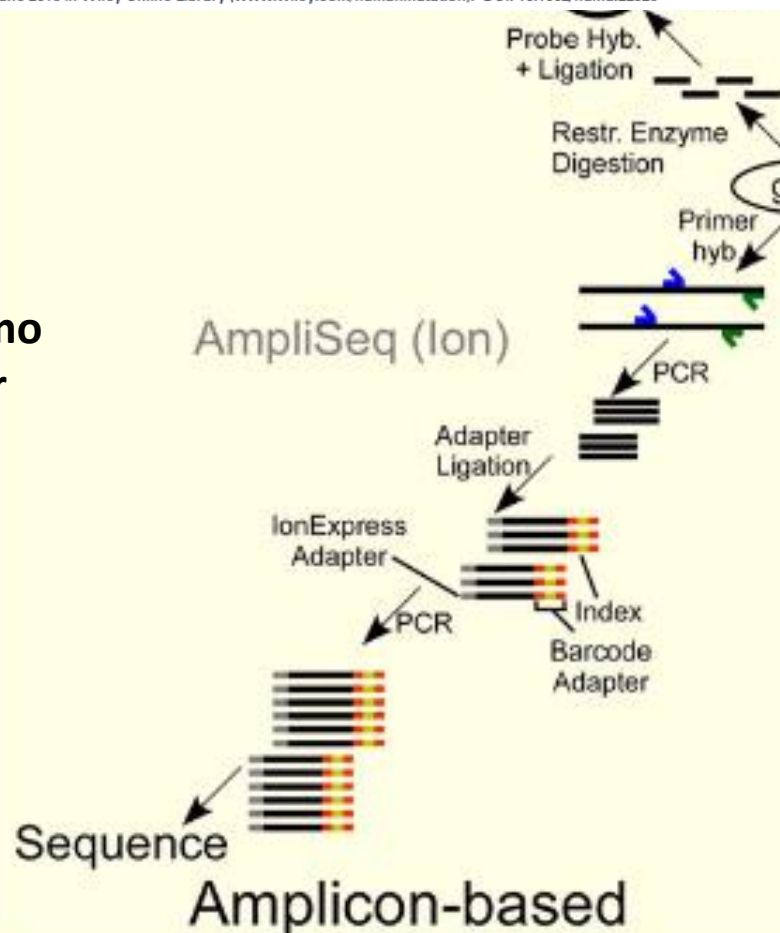 Probe Hyb.
+ Ligation
Restr. Enzyme
Digestion
Primer
hyb
AmpliSeq (Ion)
PCR
Adapter
Ligation
IonExpress
Adapter
Index
PCR
Barcode
Adapter
Sequence
Amplicon-based